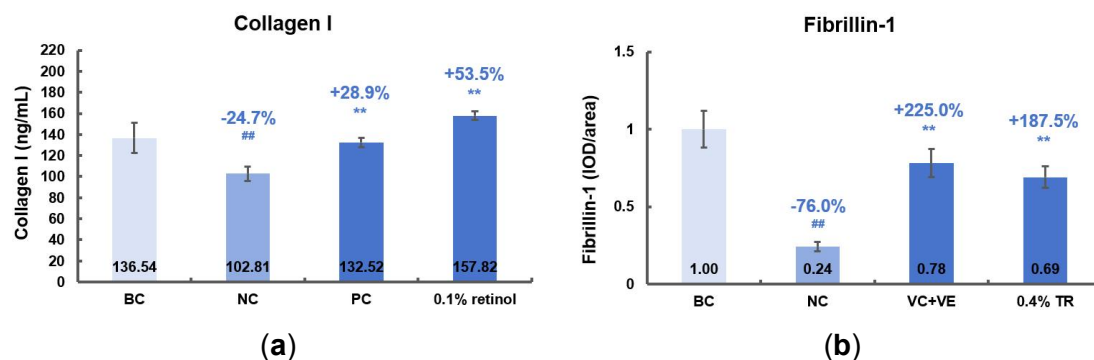 Collagen I
Collagen I (ng/mL)
220
200
180
160
140
120
100
80
60
40
20
0
-24.7%
##
+28.9%
**
+53.5%
**
136.54
102.81
132.52
157.82
BC
NC
PC
0.1% retinol
(a)
Fibrillin-1
Fibrillin-1 (IOD/area)
1.5
1
0.5
0
-76.0%
##
+225.0%
**
+187.5%
**
1.00
0.24
0.78
0.69
BC
NC
VC+VE
0.4% TR
(b)